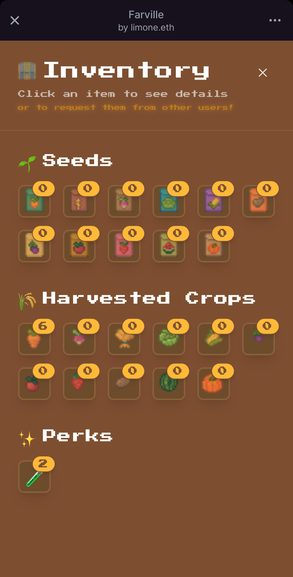 Farville
by limone.eth
Inventory
Click an item to see details
or to request them from other users!
Seeds
0 0 0 0 0 0
0 0 0 0 0
Harvested Crops
6 0 0 0 0 0
0 0 0 0 0
Perks
2